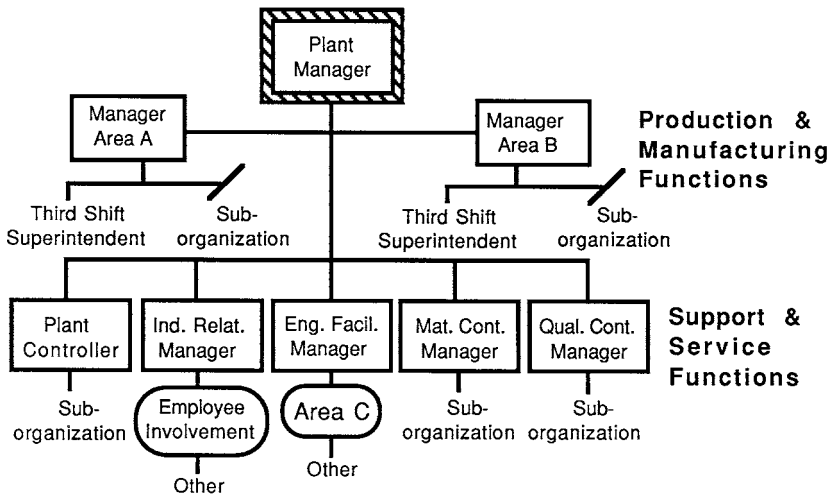 Plant
Manager
Manager
Area A
Manager
Area B
Production &
Manufacturing
Functions
Third Shift
Superintendent
Sub-
organization
Third Shift
Superintendent
Sub-
organization
Plant
Controller
Ind. Relat.
Manager
Eng. Facil.
Manager
Mat. Cont.
Manager
Qual. Cont.
Manager
Support &
Service
Functions
Sub-
organization
Employee
Involvement
Other
Area C
Other
Sub-
organization
Sub-
organization